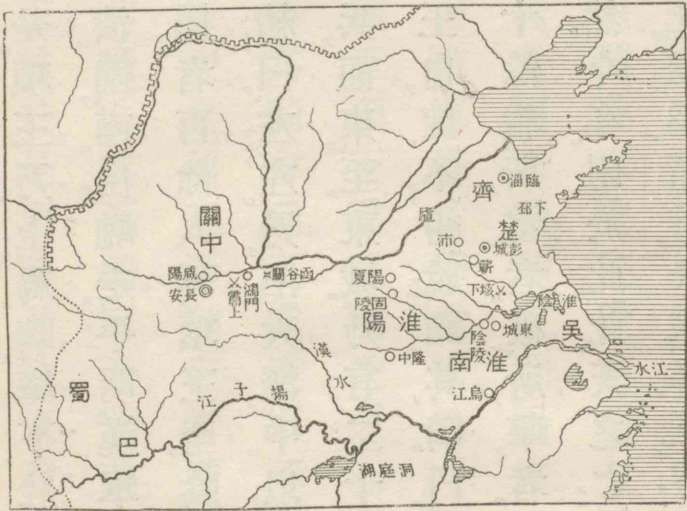 臨淄
齊
下邳
楚
盧
彭城
沛
蘄
關中
函谷關
咸陽
鴻門
霸上
長安
陽夏
固陵
垓下
淮陰
淮陽
吳
東城
陰陵
淮南
隆中
江水
漢水
烏江
揚子江
蜀
巴
洞庭湖